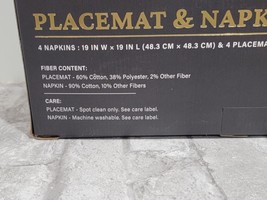 PLACEMAT & NAPK
4 NAPKINS : 19 IN W × 19 IN L (48.3 CM × 48.3 CM) & 4 PLACEMA
FIBER CONTENT:
PLACEMAT - 60% Cotton, 38% Polyester, 2% Other Fiber
NAPKIN - 90% Cotton, 10% Other Fibers
CARE:
PLACEMAT - Spot clean only. See care label.
NAPKIN - Machine washable. See care label.